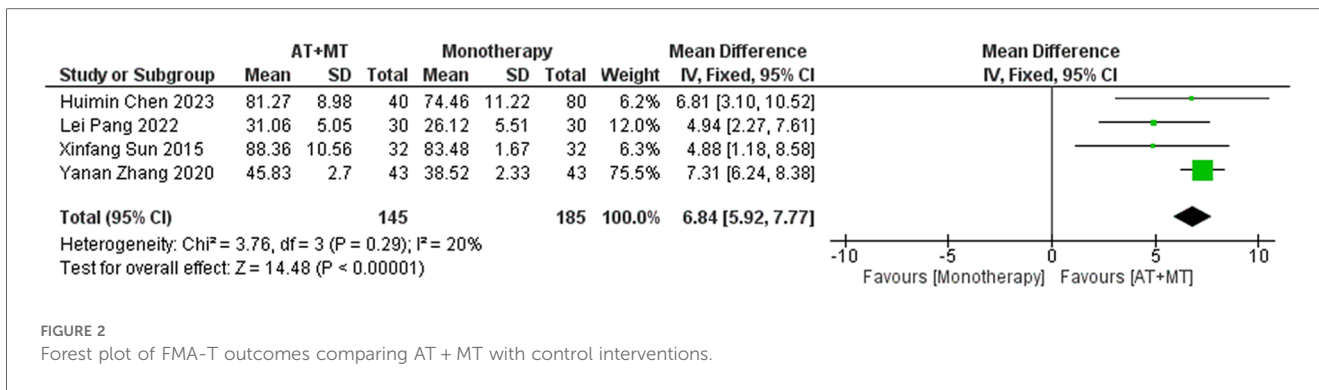 AT+MT Monotherapy Mean Difference Mean Difference
Study or Subgroup Mean SD Total Mean SD Total Weight IV, Fixed, 95% CI IV, Fixed, 95% CI
Huimin Chen 2023 81.27 8.98 40 74.46 11.22 80 6.2% 6.81 [3.10, 10.52]
Lei Pang 2022 31.06 5.05 30 26.12 5.51 30 12.0% 4.94 [2.27, 7.61]
Xinfang Sun 2015 88.36 10.56 32 83.48 1.67 32 6.3% 4.88 [1.18, 8.58]
Yanan Zhang 2020 45.83 2.7 43 38.52 2.33 43 75.5% 7.31 [6.24, 8.38]
Total (95% CI) 145 185 100.0% 6.84 [5.92, 7.77]
Heterogeneity: Chi² = 3.76, df = 3 (P = 0.29); I² = 20%
Test for overall effect: Z = 14.48 (P < 0.00001)
-10 -5 0 5 10
Favours [Monotherapy] Favours [AT+MT]
FIGURE 2
Forest plot of FMA-T outcomes comparing AT + MT with control interventions.